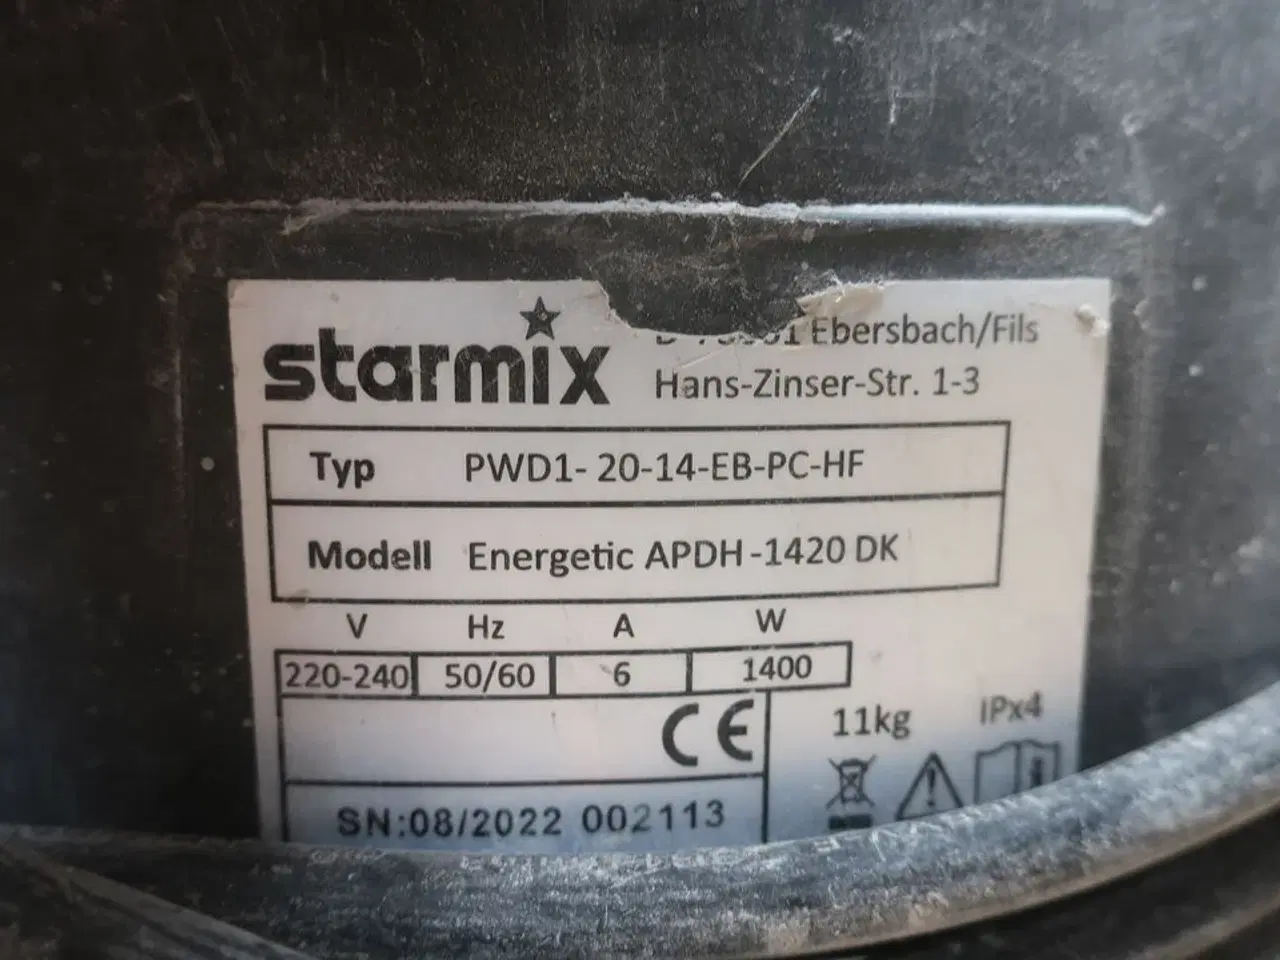 starmix
Ebersbach/Fils
Hans-Zinser-Str. 1-3
Typ PWD1- 20-14-EB-PC-HF
Modell Energetic APDH -1420 DK
V Hz A W
220-240 50/60 6 1400
CE 11kg IPx4
SN:08/2022 002113